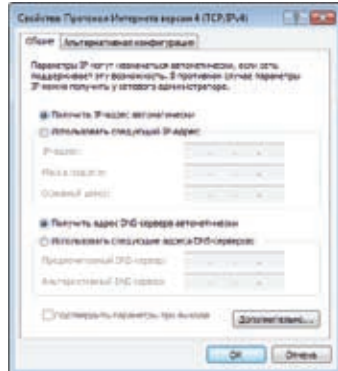 Свойства: Протокол Интернета версии 4 (TCP/IPv4)
Общие
Альтернативная конфигурация
Параметры IP могут назначаться автоматически, если сеть
поддерживает эту возможность. В противном случае параметры
IP можно получить у сетевого администратора.
Получить IP-адрес автоматически
Использовать следующий IP-адрес:
IP-адрес:
Маска подсети:
Основной шлюз:
Получить адрес DNS-сервера автоматически
Использовать следующие адреса DNS-серверов:
Предпочитаемый DNS-сервер:
Альтернативный DNS-сервер:
Подтвердить параметры при выходе
Дополнительно...
ОК
Отмена